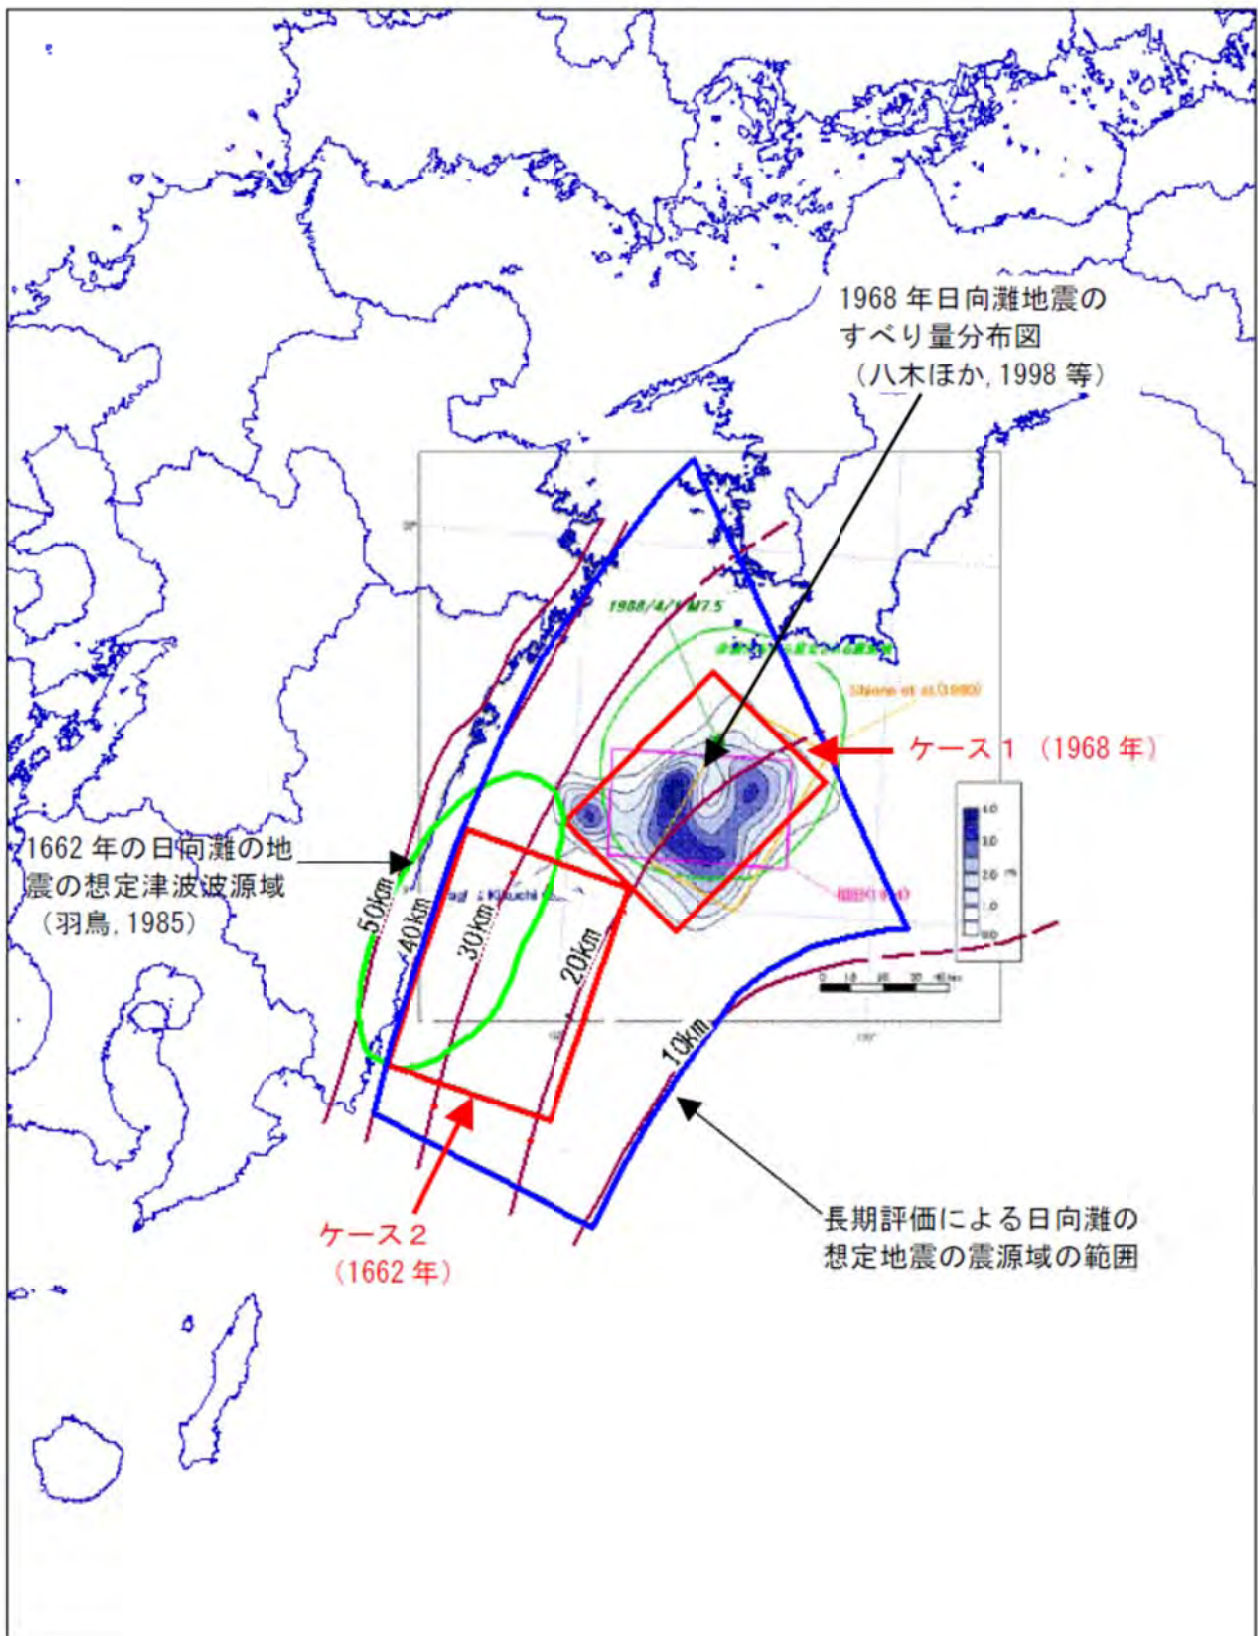 1968 年日向灘地震の
すべり量分布図
（八木ほか, 1998 等）
1988/4/1 M7.5
Shiono et al.(1980)
ケース１（1968 年）
1662 年の日向灘の地
震の想定津波波源域
（羽鳥, 1985）
50km
40km
30km
20km
10km
ケース２
（1662 年）
長期評価による日向灘の
想定地震の震源域の範囲